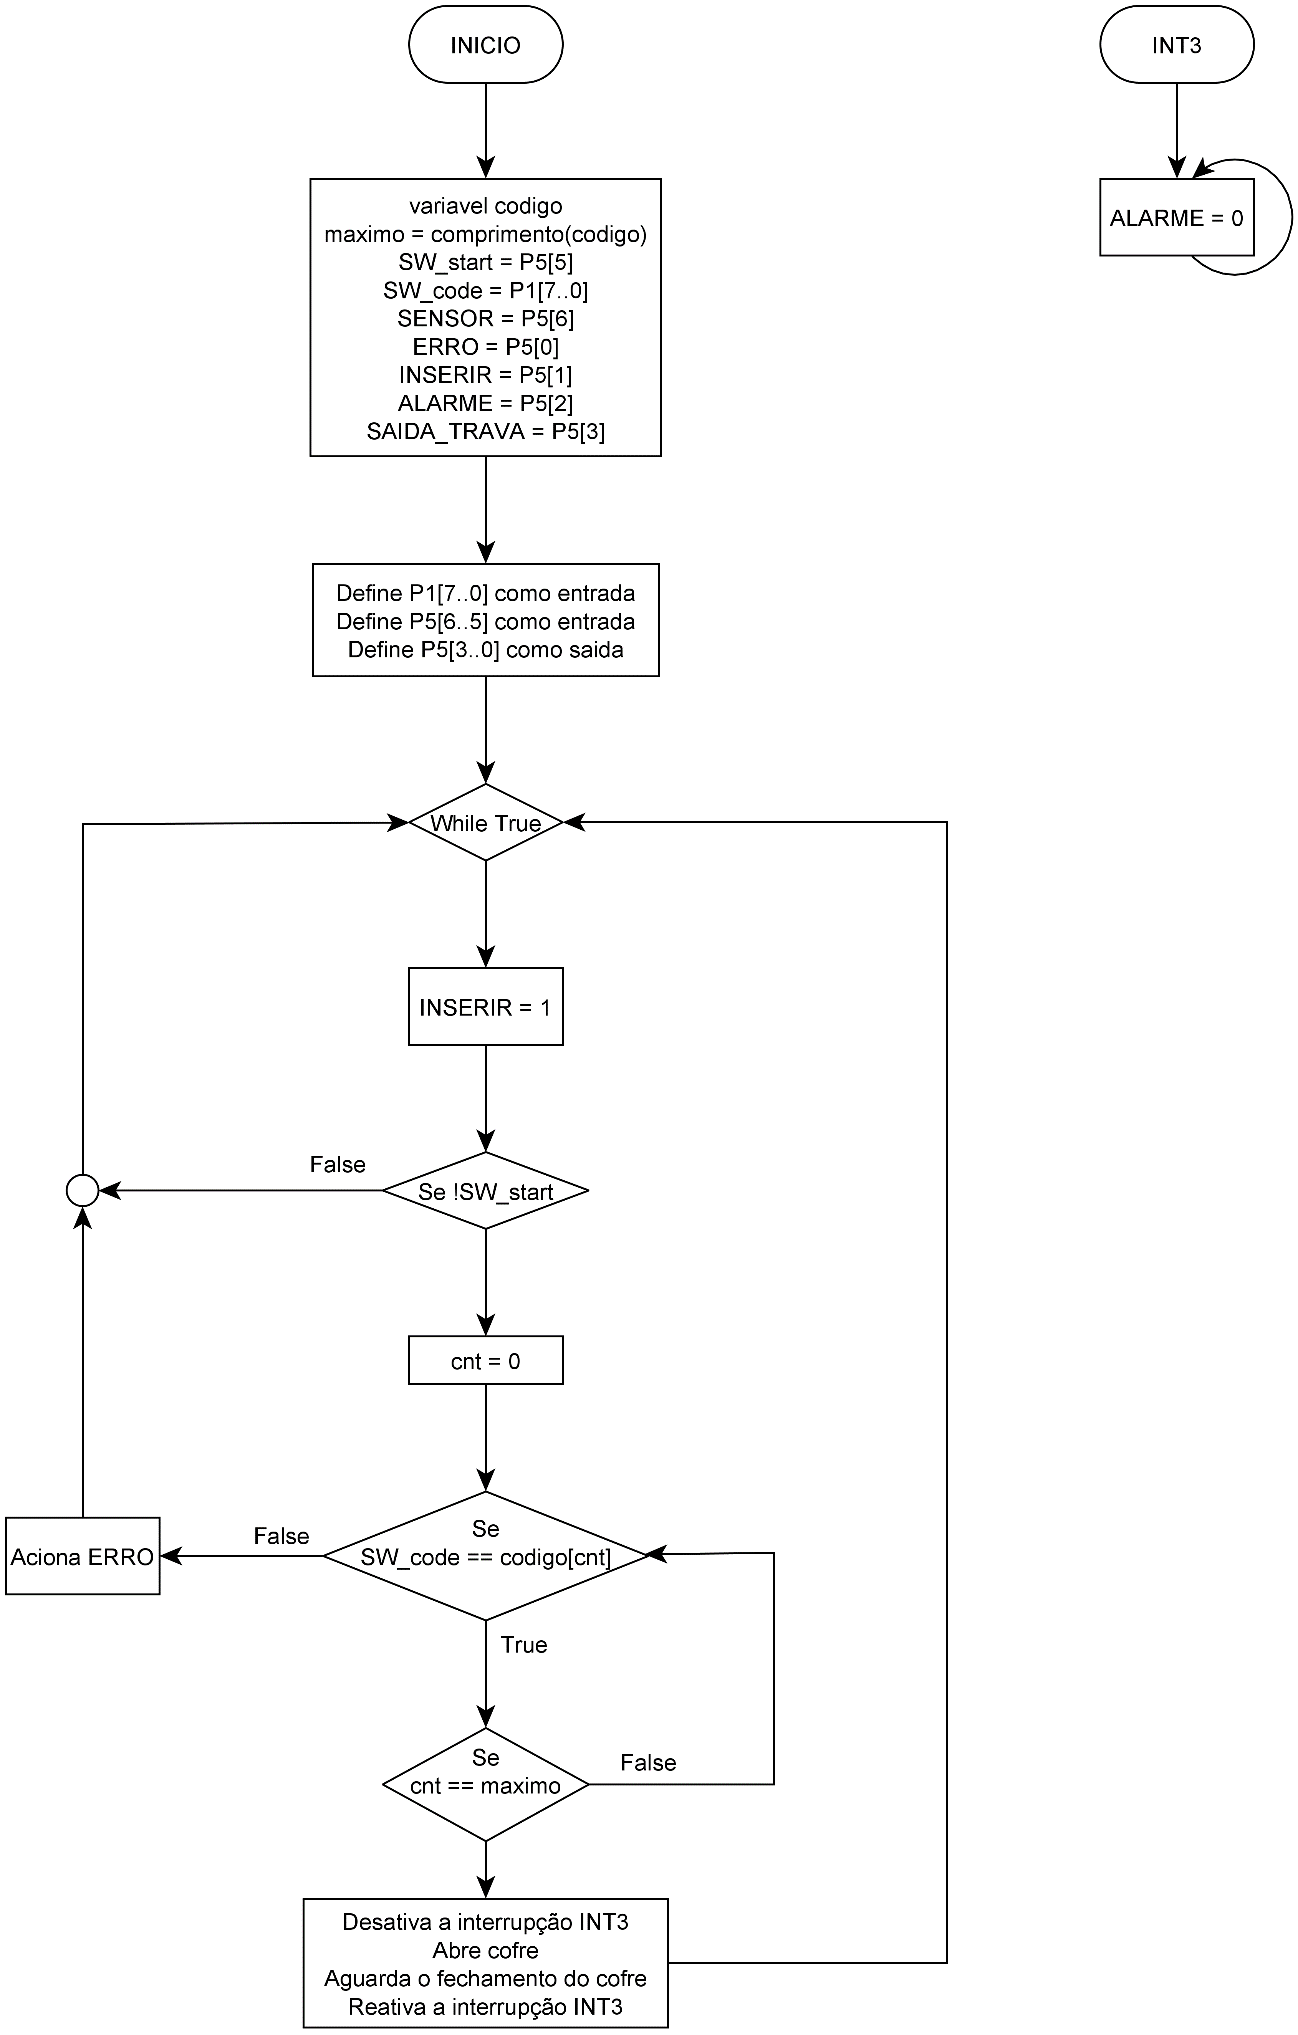 INICIO
variavel codigo
maximo = comprimento(codigo)
SW_start = P5[5]
SW_code = P1[7..0]
SENSOR = P5[6]
ERRO = P5[0]
INSERIR = P5[1]
ALARME = P5[2]
SAIDA_TRAVA = P5[3]
Define P1[7..0] como entrada
Define P5[6..5] como entrada
Define P5[3..0] como saida
While True
INSERIR = 1
False
Se !SW_start
cnt = 0
Se
SW_code == codigo[cnt]
False
Aciona ERRO
True
Se
cnt == maximo
False
Desativa a interrupção INT3
Abre cofre
Aguarda o fechamento do cofre
Reativa a interrupção INT3
INT3
ALARME = 0